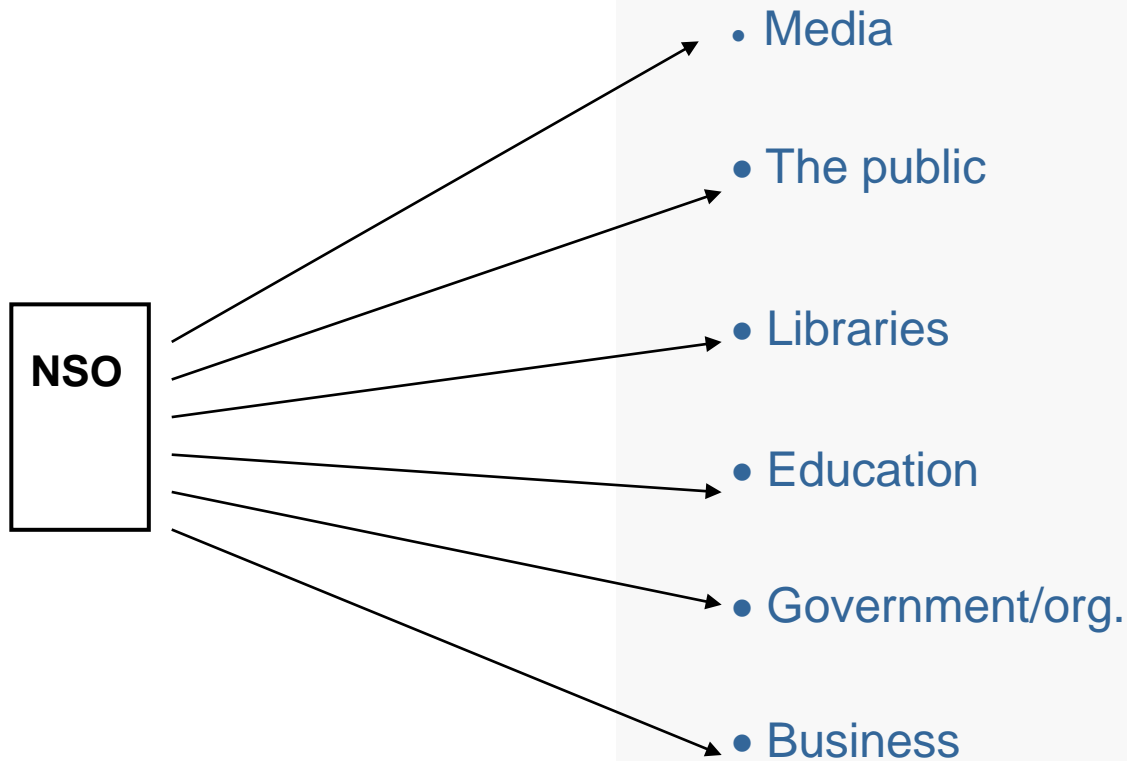 • Media
• The public
• Libraries
NSO
• Education
• Government/org.
• Business